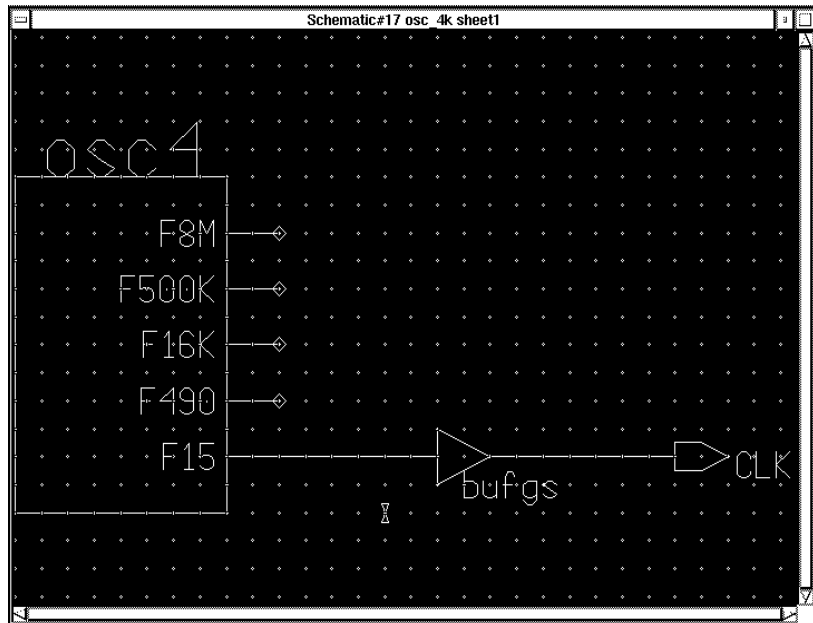 Schematic#17 osc_4k sheet1
osc4
F8M
F500K
F16K
F490
F15
bufgs
CLK